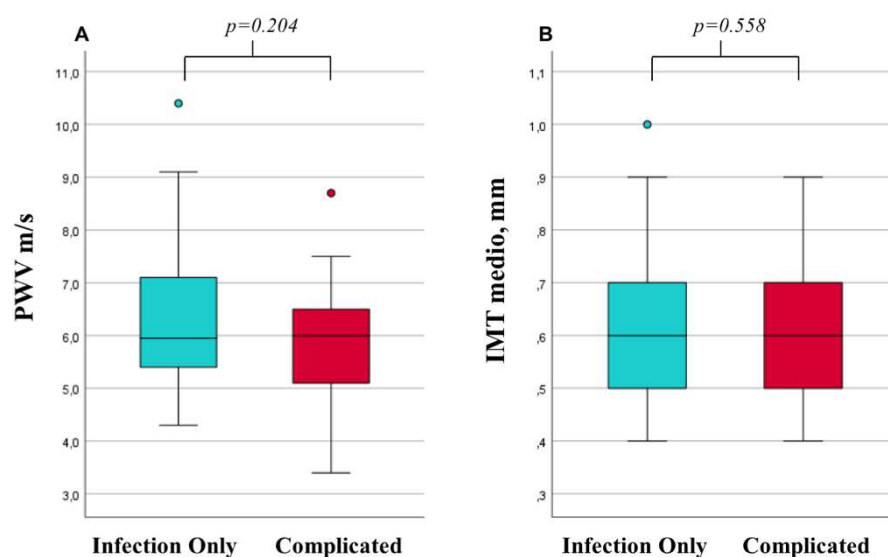 A
p=0.204
PWV m/s
11,0
10,0
9,0
8,0
7,0
6,0
5,0
4,0
3,0
Infection Only
Complicated
B
p=0.558
IMT medio, mm
1,1
1,0
,9
,8
,7
,6
,5
,4
,3
Infection Only
Complicated